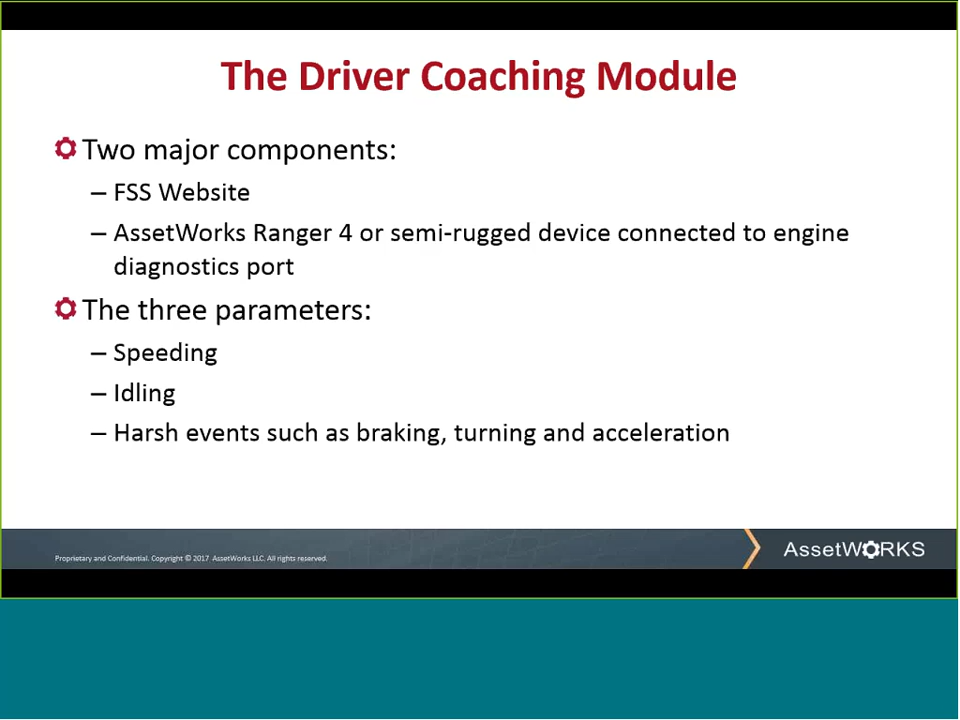 The Driver Coaching Module
Two major components:
– FSS Website
– AssetWorks Ranger 4 or semi-rugged device connected to engine
diagnostics port
The three parameters:
– Speeding
– Idling
– Harsh events such as braking, turning and acceleration
Proprietary and Confidential. Copyright © 2017 AssetWorks LLC. All rights reserved.
AssetWORKS